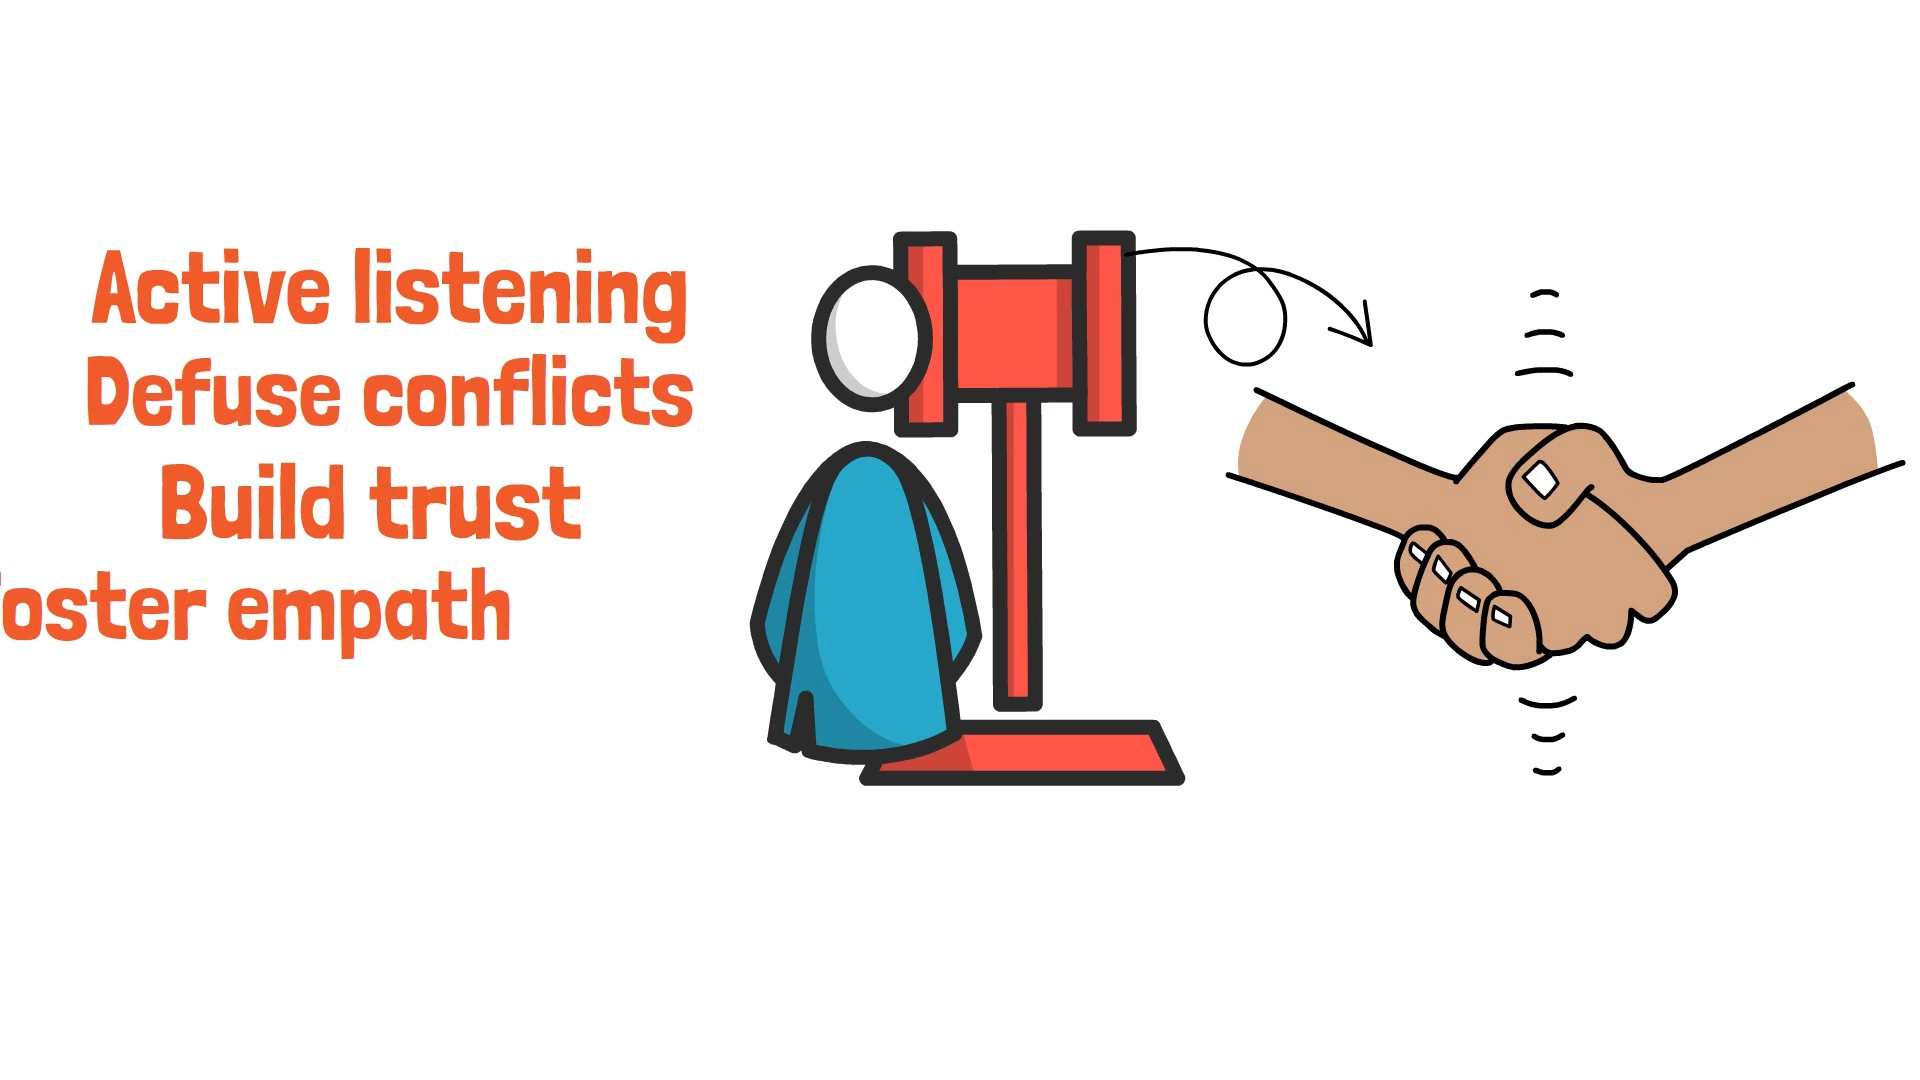 Active listening
Defuse conflicts
Build trust
oster empath